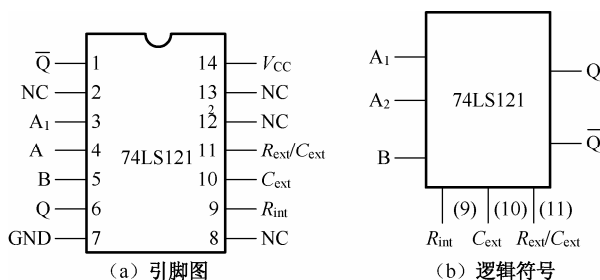 Q̅ 1 14 V_CC
NC 2 13 NC
2
A₁ 3 12 NC
A 4 11 R_ext/C_ext
74LS121
B 5 10 C_ext
Q 6 9 R_int
GND 7 8 NC
(a) 引脚图
A₁
Q
A₂
74LS121
Q̅
B
(9) (10) (11)
R_int C_ext R_ext/C_ext
(b) 逻辑符号